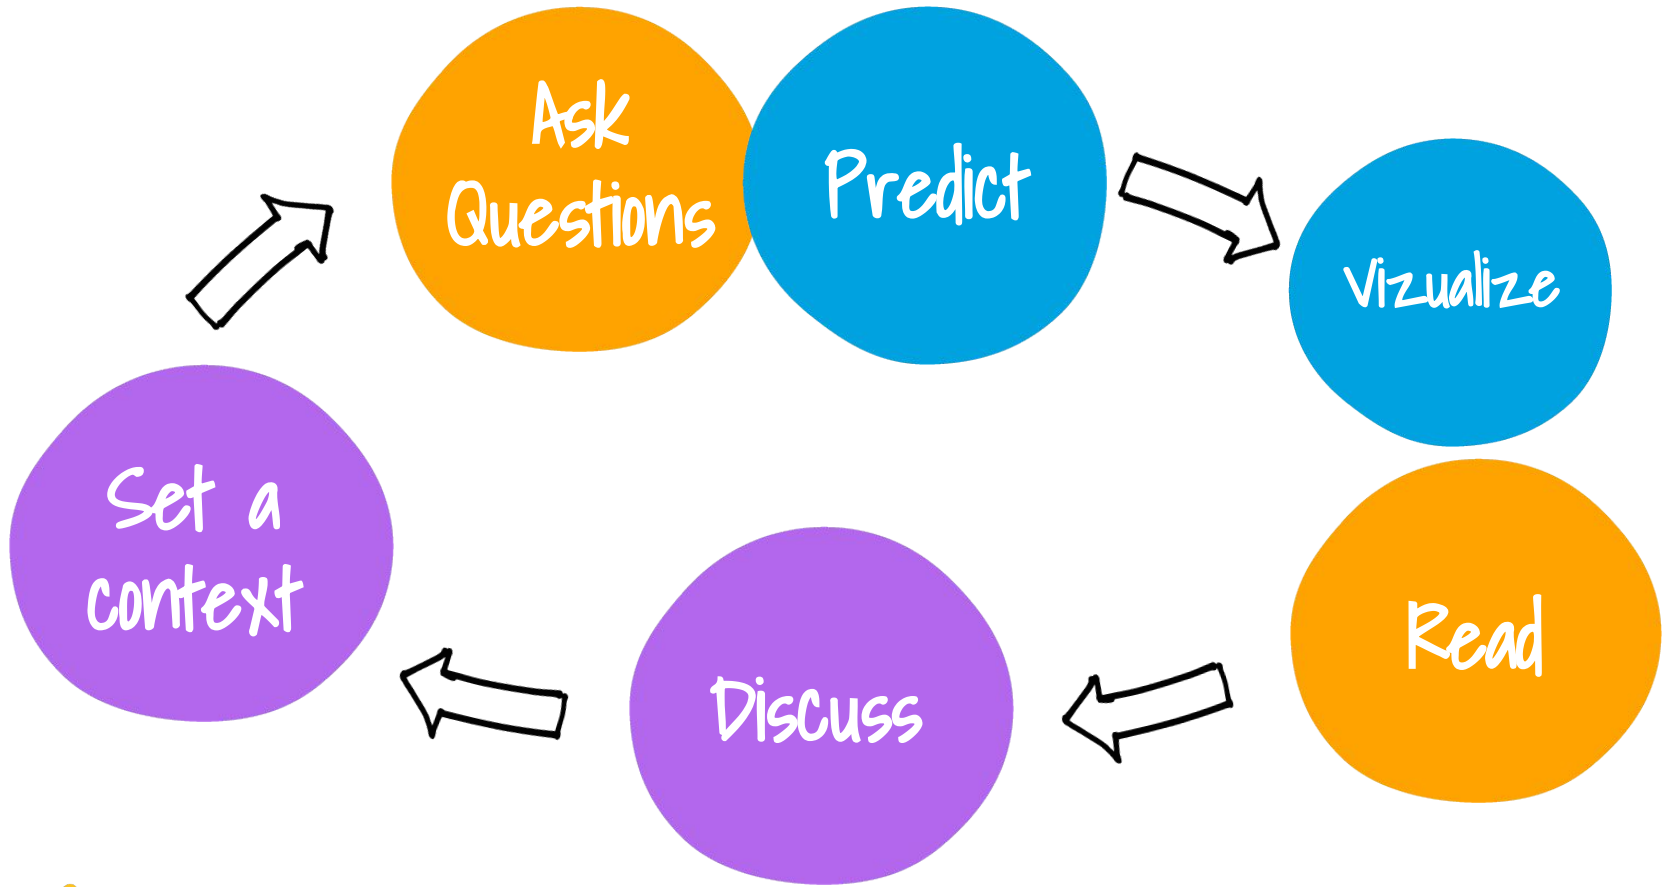 Ask
Questions
Predict
Vizualize
Read
Discuss
Set a
context